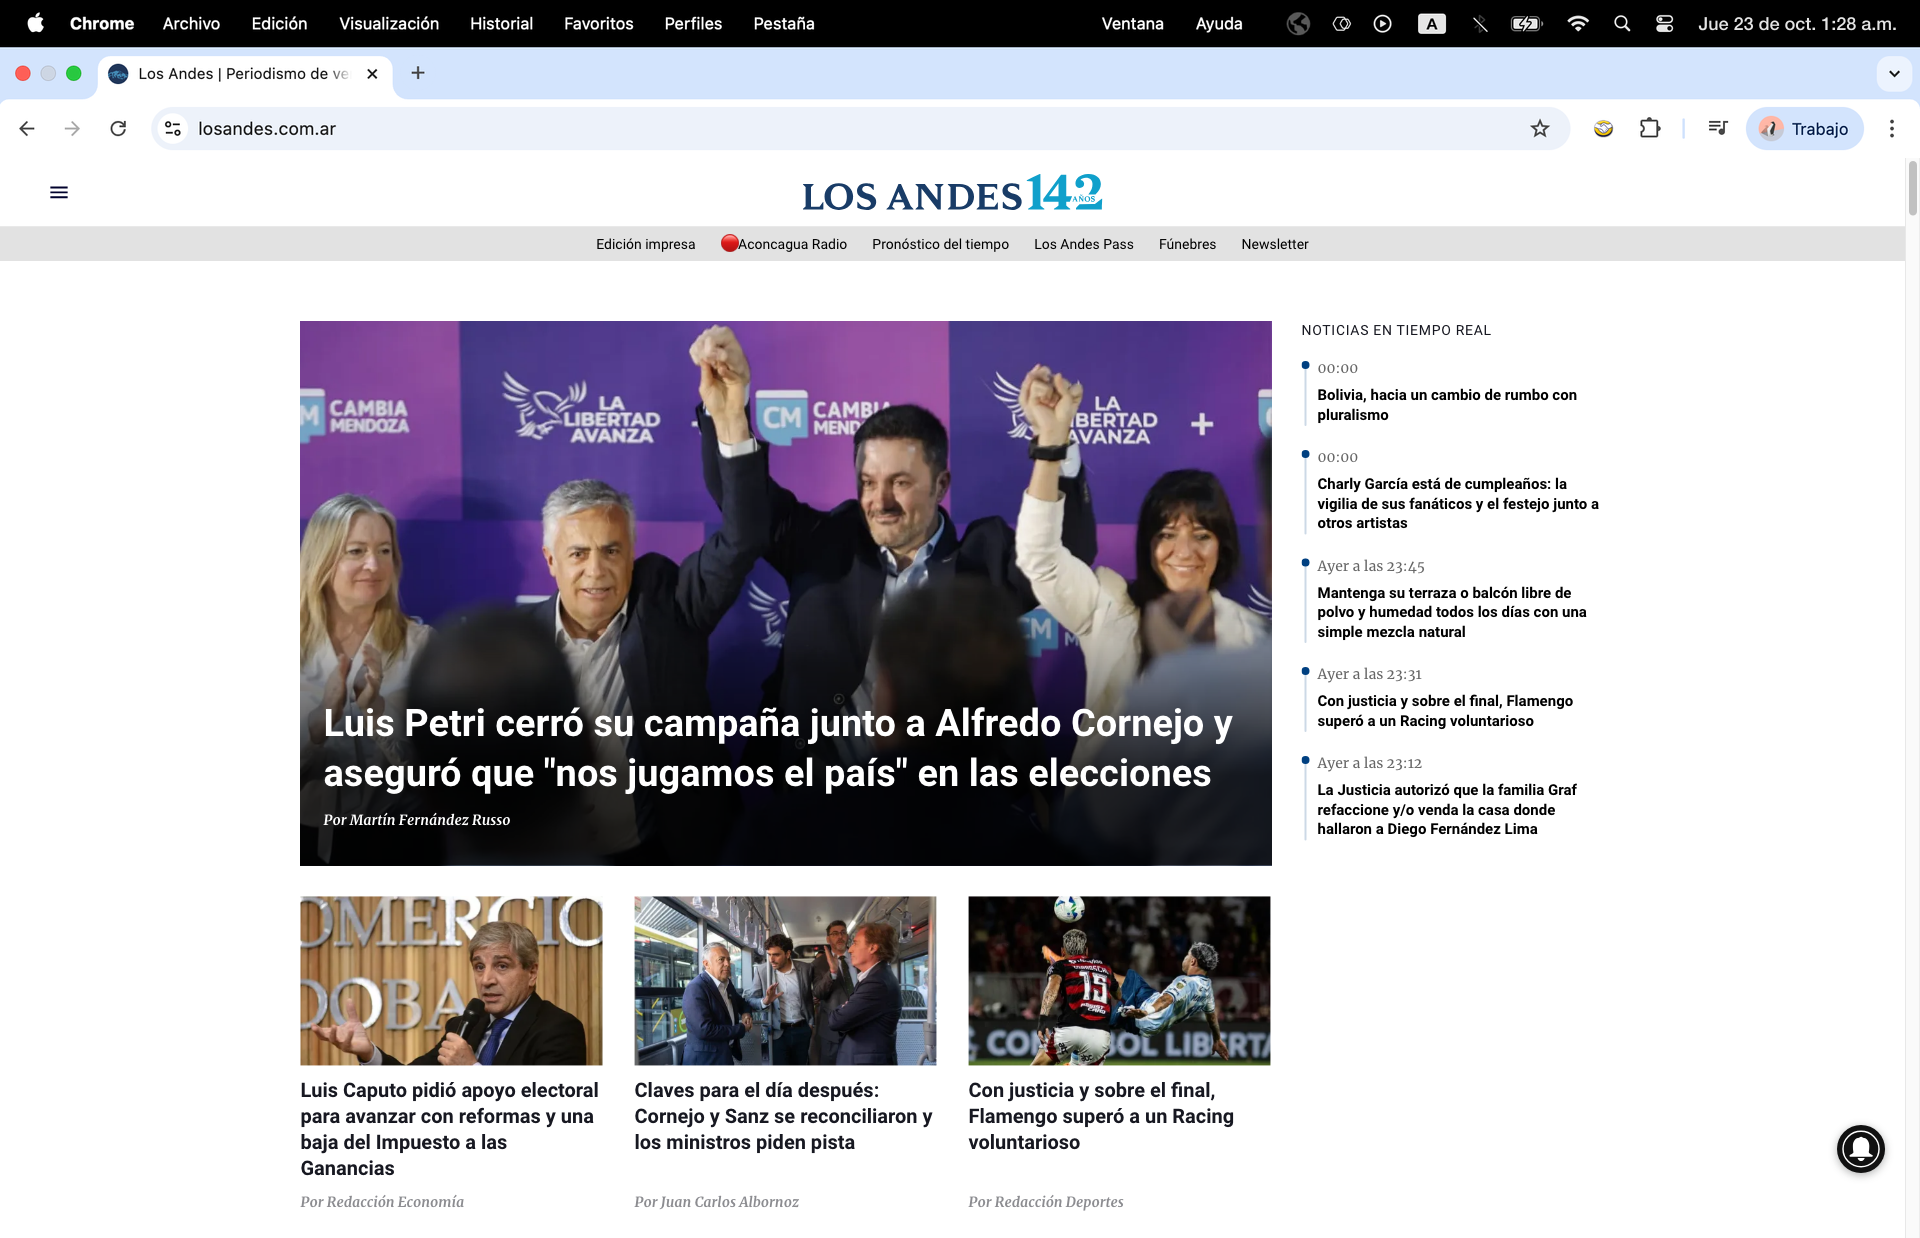 Chrome Archivo Edición Visualización Historial Favoritos Perfiles Pestaña Ventana Ayuda A Jue 23 de oct. 1:28 a.m.
Los Andes | Periodismo de ve
losandes.com.ar
Trabajo
LOS ANDES 142 AÑOS
Edición impresa Aconcagua Radio Pronóstico del tiempo Los Andes Pass Fúnebres Newsletter
M CAMBIA MENDOZA
LA LIBERTAD AVANZA
CM CAMBIA MEND
LA LIBERTAD AVANZA +
Luis Petri cerró su campaña junto a Alfredo Cornejo y
aseguró que "nos jugamos el país" en las elecciones
Por Martín Fernández Russo
NOTICIAS EN TIEMPO REAL
00:00
Bolivia, hacia un cambio de rumbo con
pluralismo
00:00
Charly García está de cumpleaños: la
vigilia de sus fanáticos y el festejo junto a
otros artistas
Ayer a las 23:45
Mantenga su terraza o balcón libre de
polvo y humedad todos los días con una
simple mezcla natural
Ayer a las 23:31
Con justicia y sobre el final, Flamengo
superó a un Racing voluntarioso
Ayer a las 23:12
La Justicia autorizó que la familia Graf
refaccione y/o venda la casa donde
hallaron a Diego Fernández Lima
OMERCIO
DOBA
Luis Caputo pidió apoyo electoral
para avanzar con reformas y una
baja del Impuesto a las
Ganancias
Por Redacción Economía
Claves para el día después:
Cornejo y Sanz se reconciliaron y
los ministros piden pista
Por Juan Carlos Albornoz
15
CON BOL LIBERTA
Con justicia y sobre el final,
Flamengo superó a un Racing
voluntarioso
Por Redacción Deportes